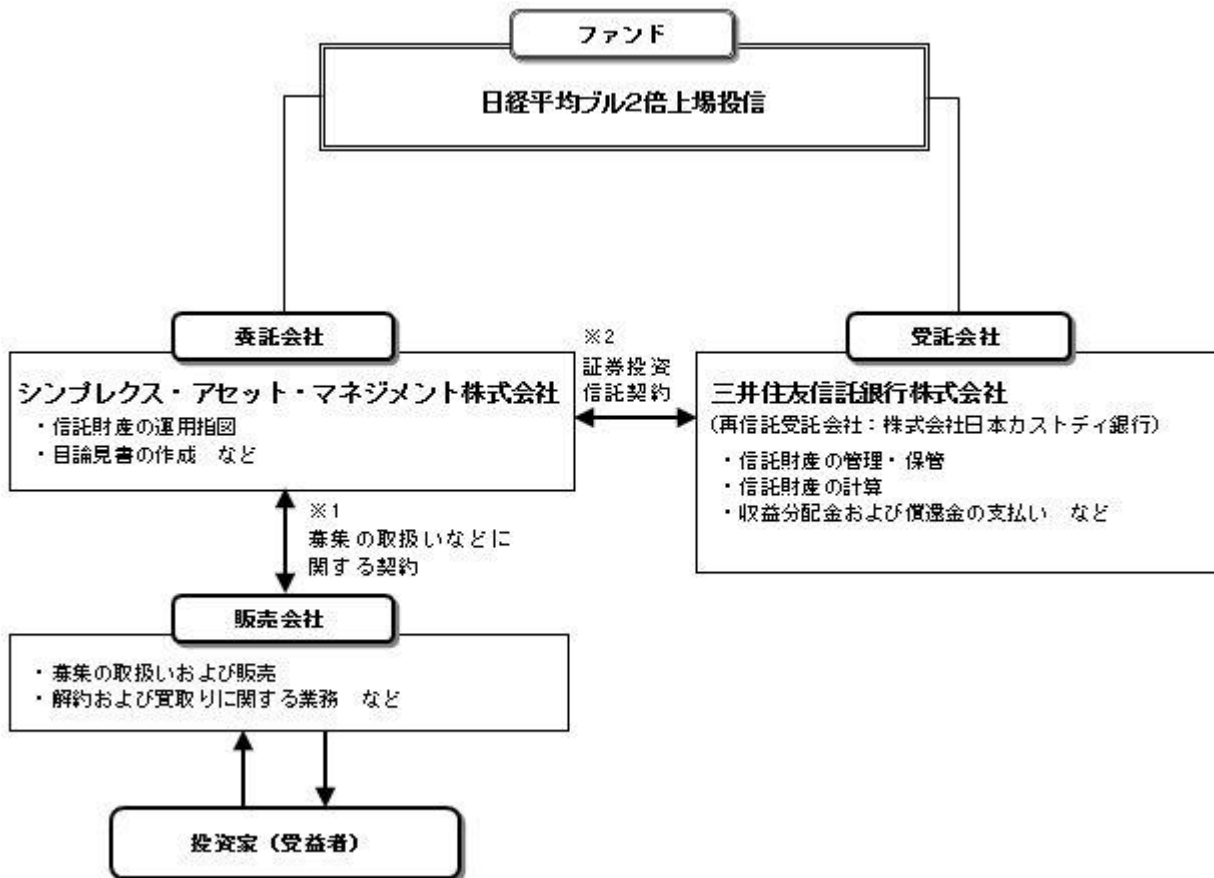 ファンド
日経平均ブル2倍上場投信
委託会社
シンプレクス・アセット・マネジメント株式会社
・信託財産の運用指図
・目論見書の作成　など
※2
証券投資
信託契約
受託会社
三井住友信託銀行株式会社
(再信託受託会社：株式会社日本カストディ銀行)
・信託財産の管理・保管
・信託財産の計算
・収益分配金および償還金の支払い　など
※1
募集の取扱いなどに
関する契約
販売会社
・募集の取扱いおよび販売
・解約および買取りに関する業務　など
投資家（受益者）